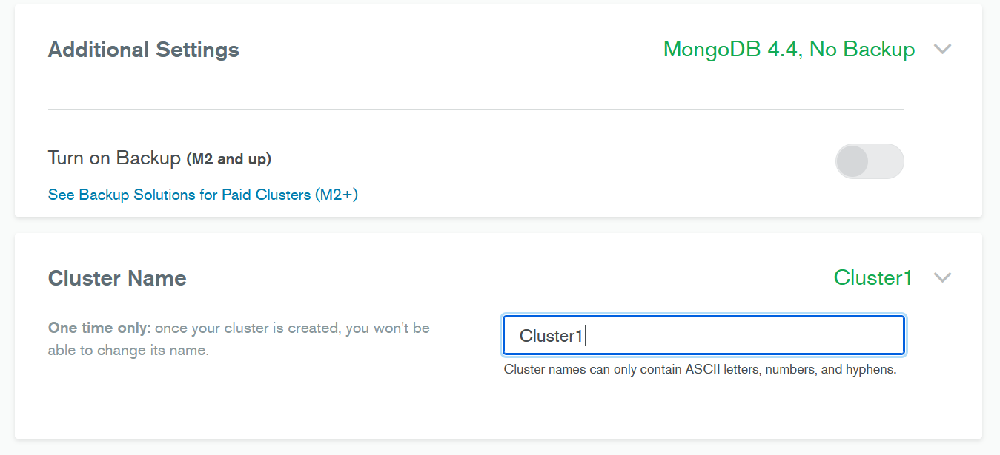 Additional Settings
MongoDB 4.4, No Backup
Turn on Backup (M2 and up)
See Backup Solutions for Paid Clusters (M2+)
Cluster Name
Cluster1
One time only: once your cluster is created, you won't be
able to change its name.
Cluster1
Cluster names can only contain ASCII letters, numbers, and hyphens.